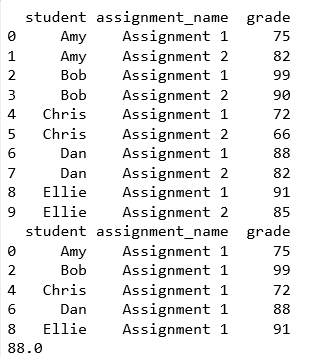 student assignment_name grade
0 Amy Assignment 1 75
1 Amy Assignment 2 82
2 Bob Assignment 1 99
3 Bob Assignment 2 90
4 Chris Assignment 1 72
5 Chris Assignment 2 66
6 Dan Assignment 1 88
7 Dan Assignment 2 82
8 Ellie Assignment 1 91
9 Ellie Assignment 2 85
student assignment_name grade
0 Amy Assignment 1 75
2 Bob Assignment 1 99
4 Chris Assignment 1 72
6 Dan Assignment 1 88
8 Ellie Assignment 1 91
88.0